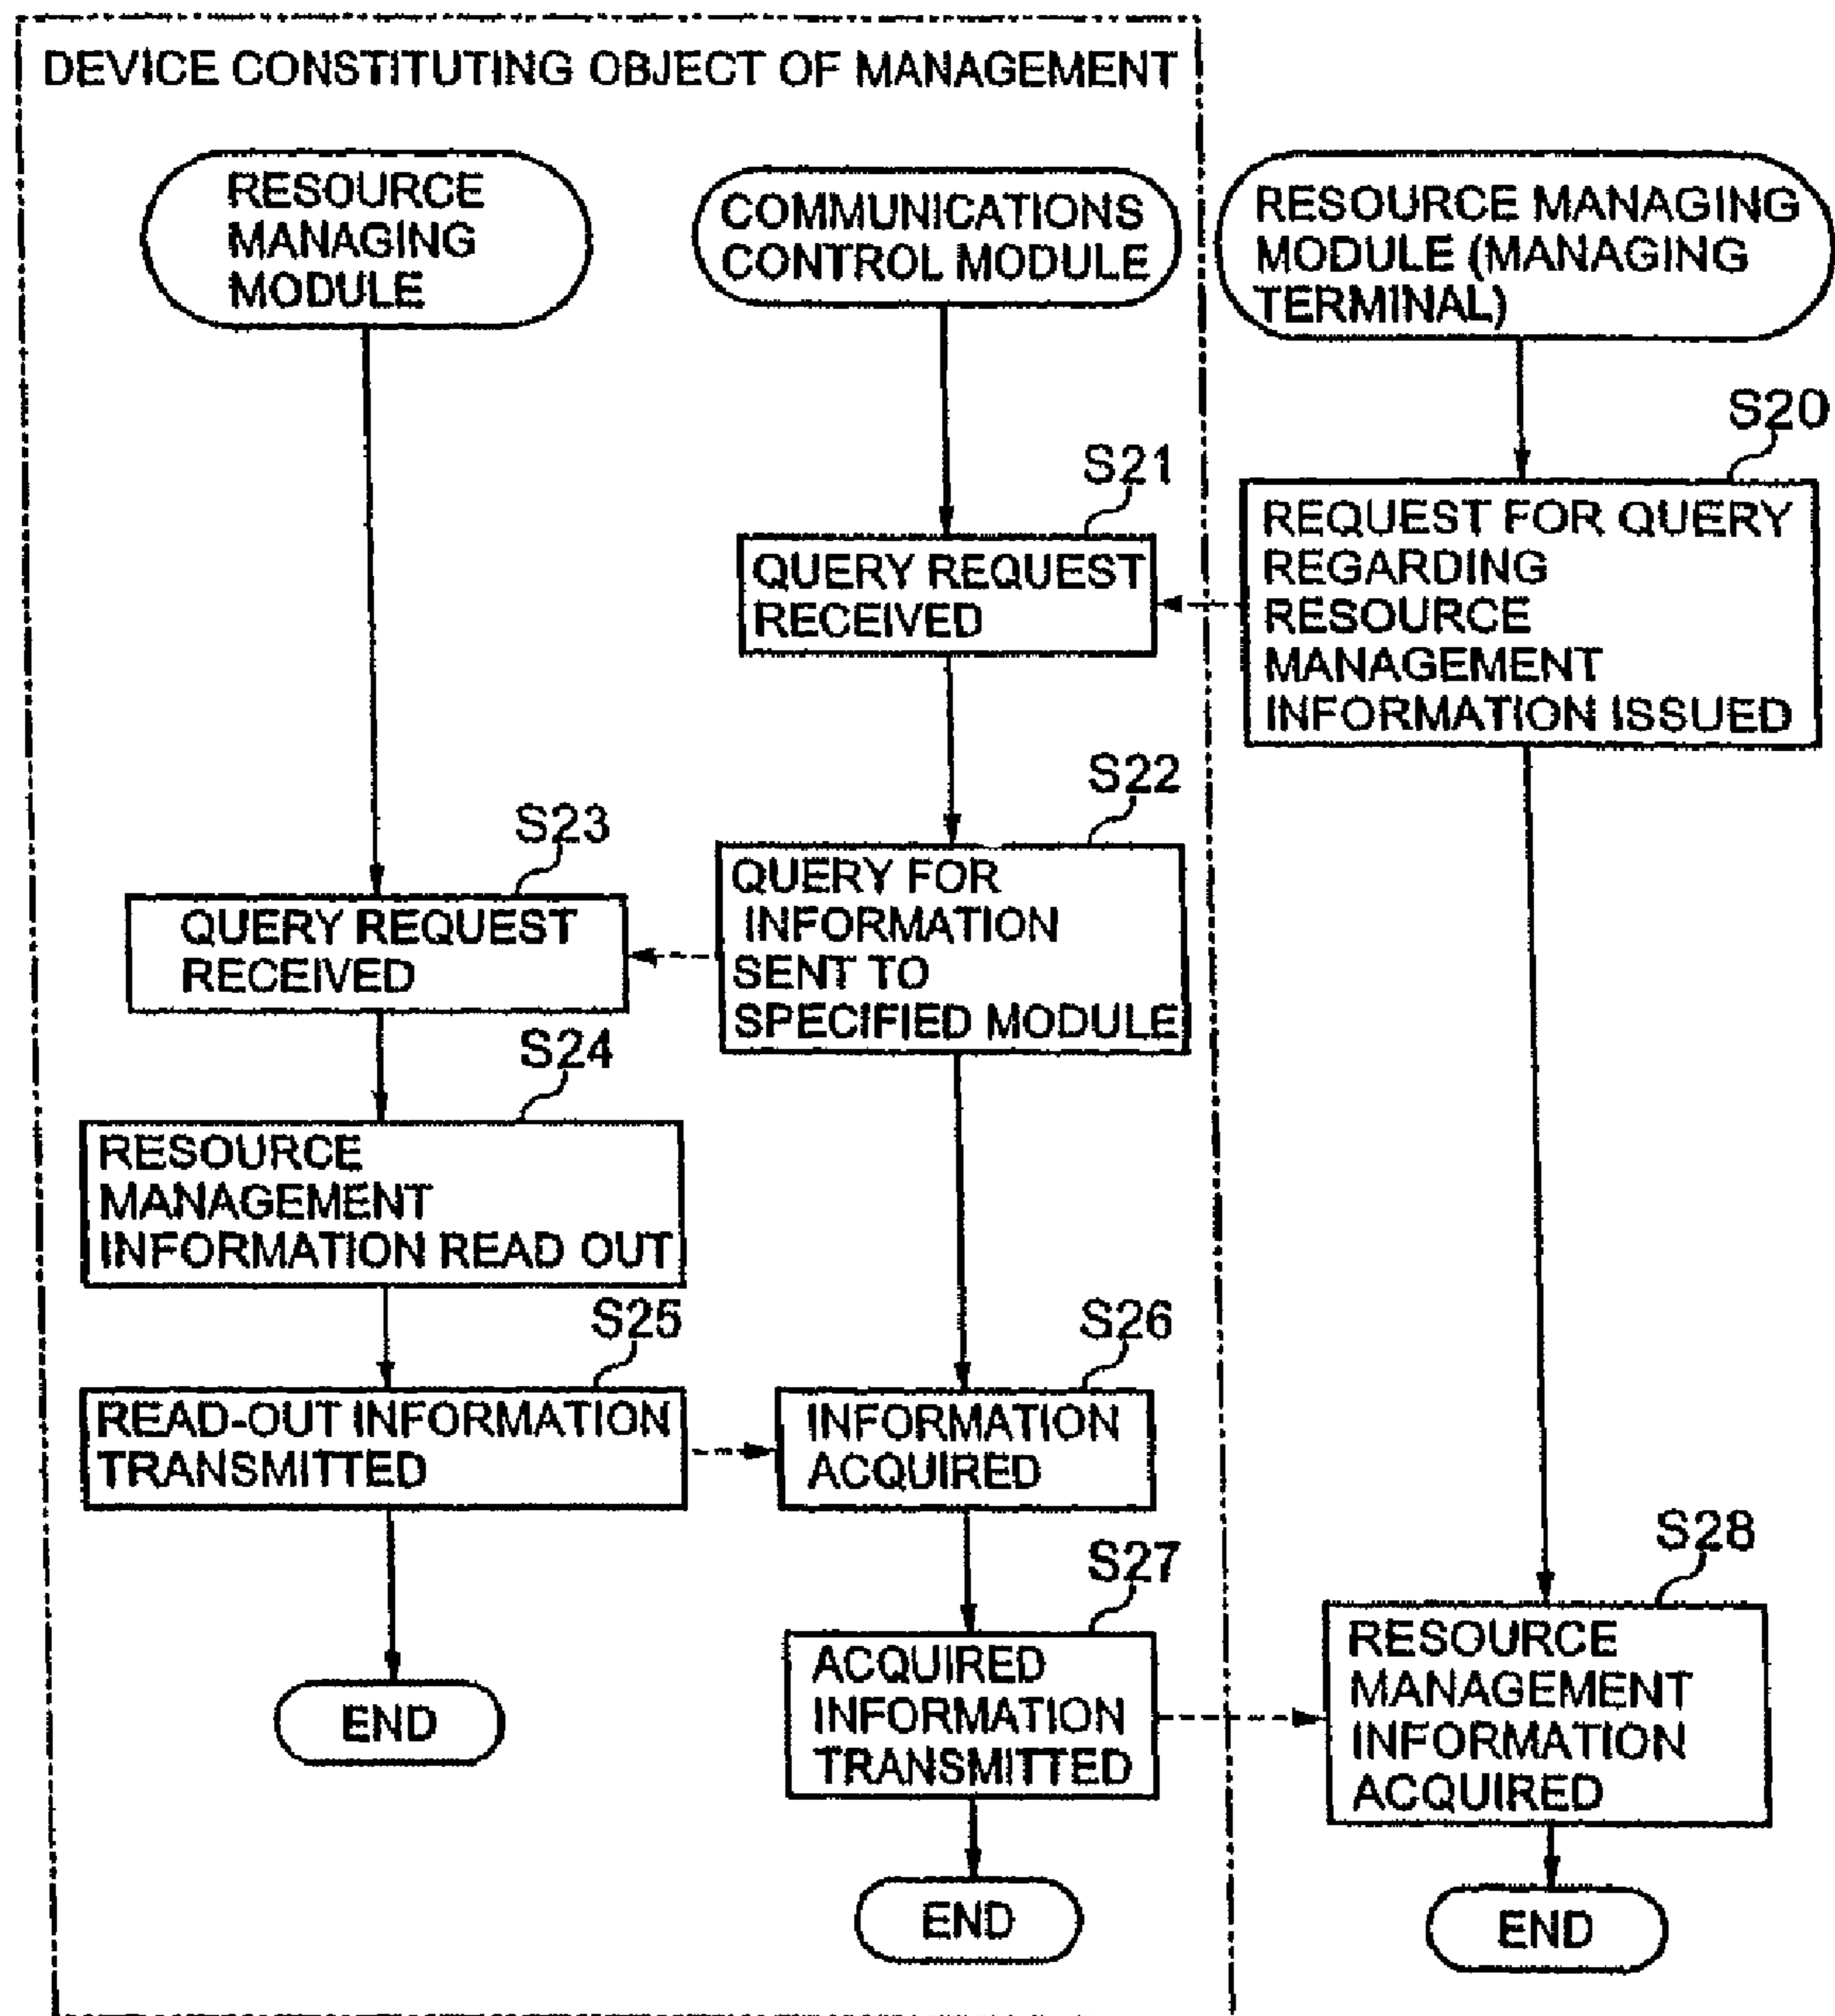 DEVICE CONSTITUTING OBJECT OF MANAGEMENT
RESOURCE
MANAGING
MODULE
COMMUNICATIONS
CONTROL MODULE
RESOURCE MANAGING
MODULE (MANAGING
TERMINAL)
S20
REQUEST FOR QUERY
REGARDING
RESOURCE
MANAGEMENT
INFORMATION ISSUED
S21
QUERY REQUEST
RECEIVED
S22
QUERY FOR
INFORMATION
SENT TO
SPECIFIED MODULE
S23
QUERY REQUEST
RECEIVED
S24
RESOURCE
MANAGEMENT
INFORMATION READ OUT
S25
READ-OUT INFORMATION
TRANSMITTED
S26
INFORMATION
ACQUIRED
S27
ACQUIRED
INFORMATION
TRANSMITTED
S28
RESOURCE
MANAGEMENT
INFORMATION
ACQUIRED
END
END
END